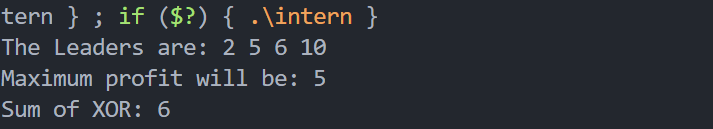 tern } ; if ($?) { .\intern }
The Leaders are: 2 5 6 10
Maximum profit will be: 5
Sum of XOR: 6